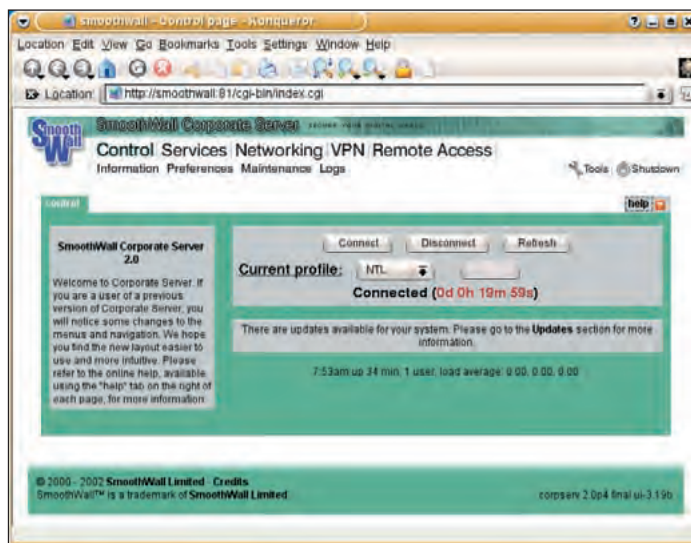 smoothwall - Control page - Konqueror
Location Edit View Go Bookmarks Tools Settings Window Help
Location: http://smoothwall:81/cgi-bin/index.cgi
Smooth Wall
SmoothWall Corporate Server
Control Services Networking VPN Remote Access
Information Preferences Maintenance Logs
Tools Shutdown
control
help
SmoothWall Corporate Server
2.0
Welcome to Corporate Server. If
you are a user of a previous
version of Corporate Server, you
will notice some changes to the
menus and navigation. We hope
you find the new layout easier to
use and more intuitive. Please
refer to the online help, available
using the "help" tab on the right of
each page, for more information.
Connect Disconnect Refresh
Current profile: NTL
Connected (0d 0h 19m 59s)
There are updates available for your system. Please go to the Updates section for more
information.
7:53am up 34 min, 1 user, load average: 0.00, 0.00, 0.00
© 2000 - 2002 SmoothWall Limited - Credits
SmoothWall™ is a trademark of SmoothWall Limited.
corpserv 2.0p4 final ui-3.19b